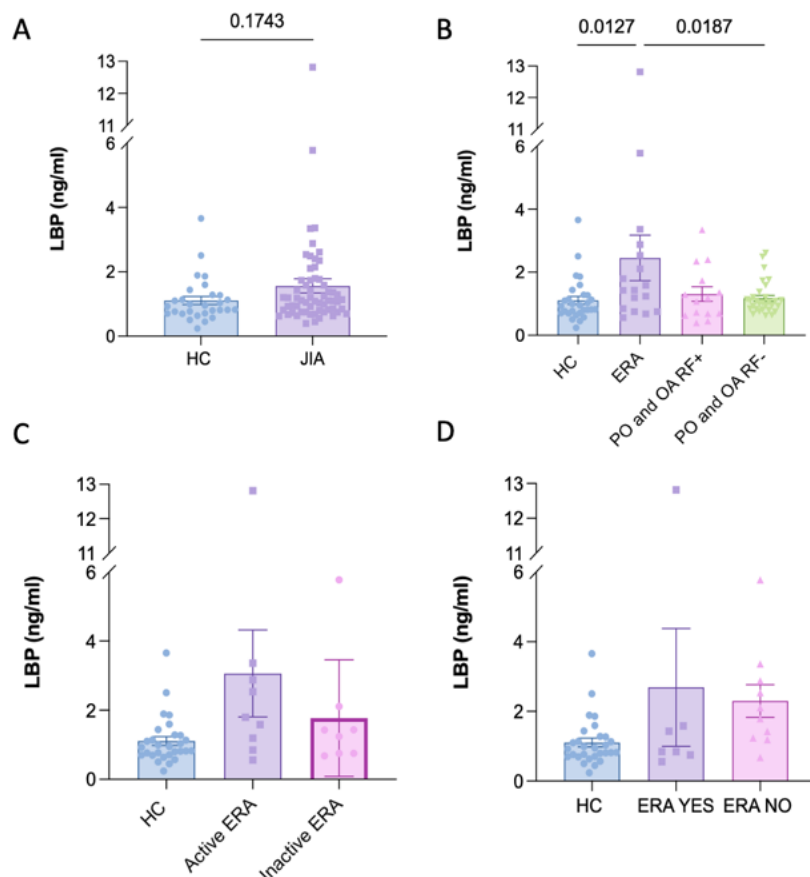 A
0.1743
13
12
11
6
4
2
0
LBP (ng/ml)
HC
JIA
B
0.0127
0.0187
13
12
11
6
4
2
0
LBP (ng/ml)
HC
ERA
PO and OA RF+
PO and OA RF-
C
13
12
11
6
4
2
0
LBP (ng/ml)
HC
Active ERA
Inactive ERA
D
13
12
11
6
4
2
0
LBP (ng/ml)
HC
ERA YES
ERA NO